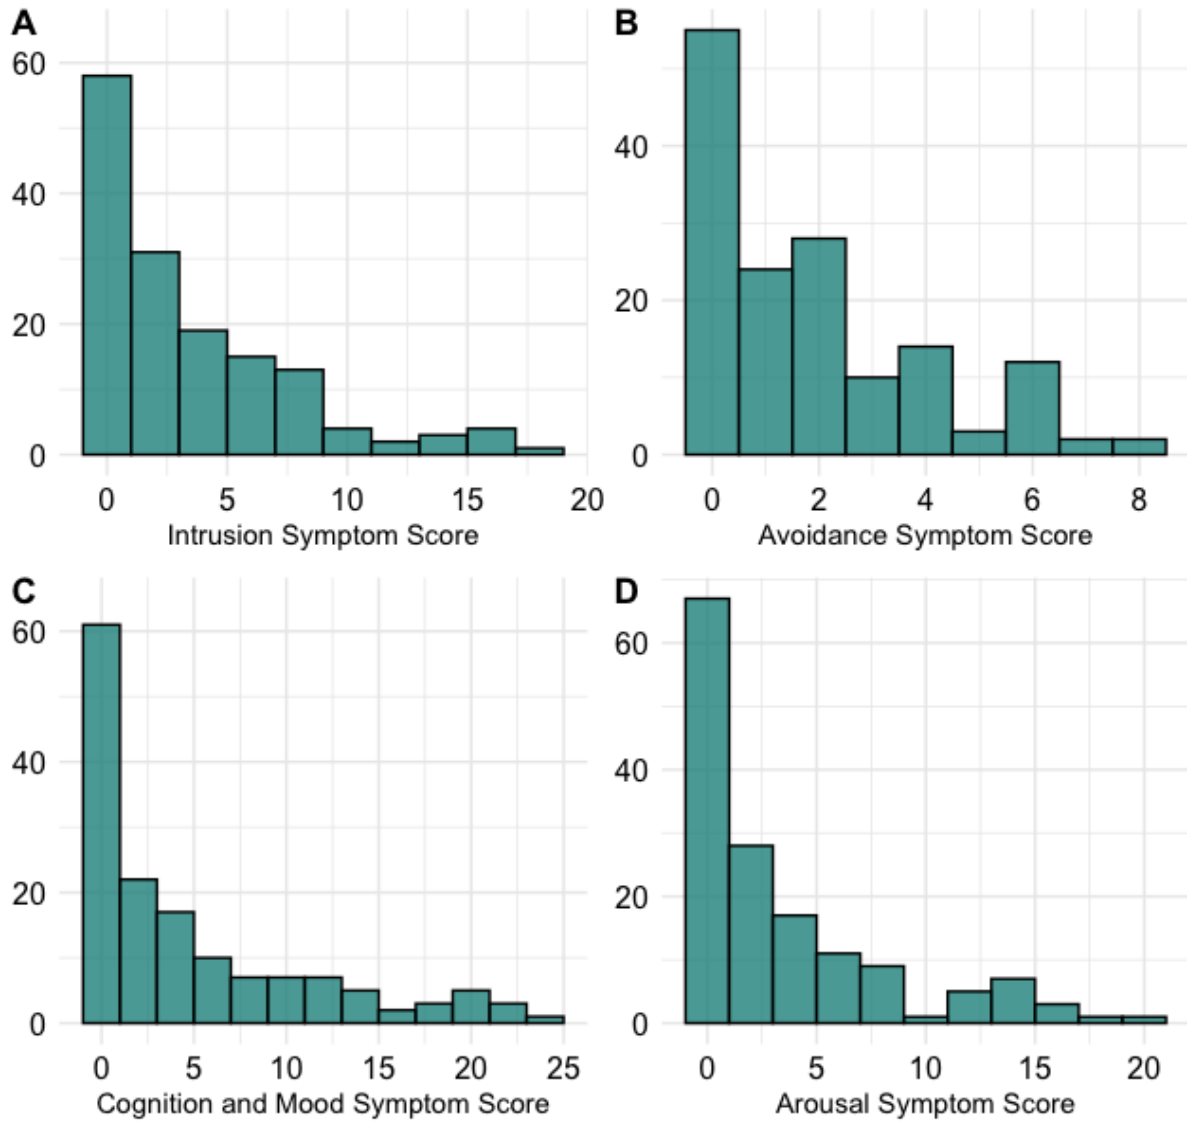 A
60
40
20
0
0 5 10 15 20
Intrusion Symptom Score
B
40
20
0
0 2 4 6 8
Avoidance Symptom Score
C
60
40
20
0
0 5 10 15 20 25
Cognition and Mood Symptom Score
D
60
40
20
0
0 5 10 15 20
Arousal Symptom Score